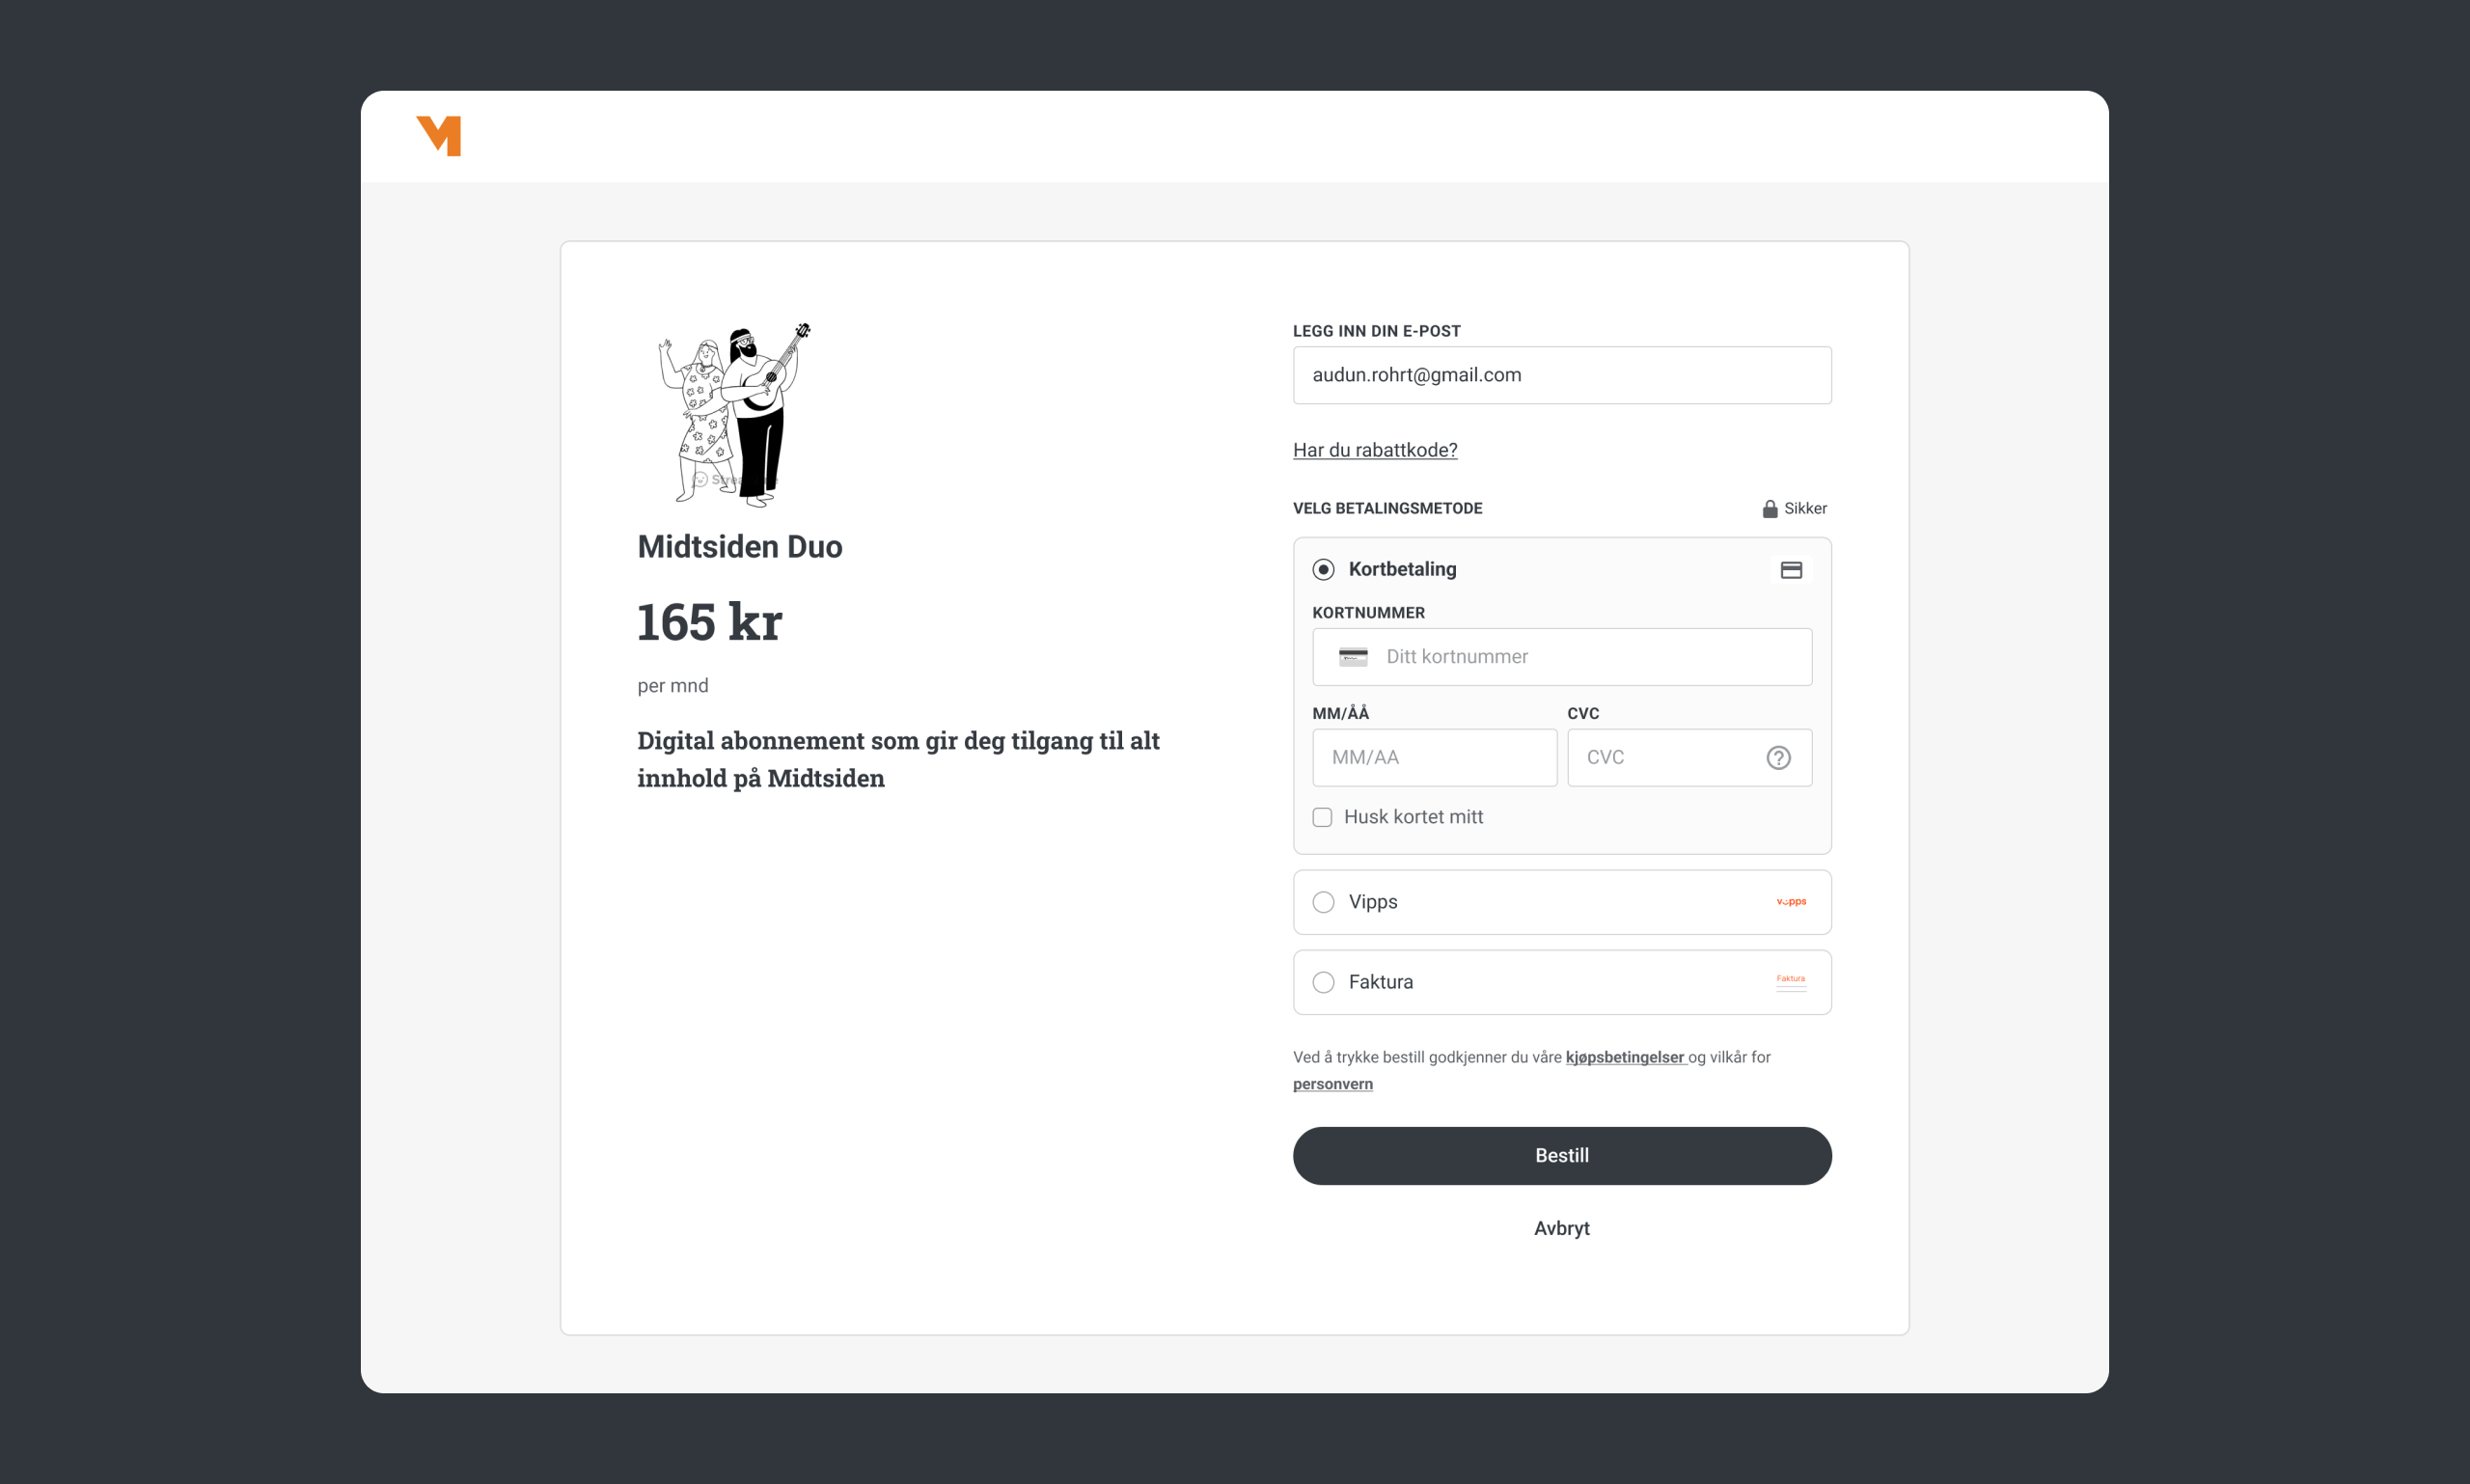 Midtsiden Duo
165 kr
per mnd
Digital abonnement som gir deg tilgang til alt
innhold på Midtsiden
LEGG INN DIN E-POST
audun.rohrt@gmail.com
Har du rabattkode?
VELG BETALINGSMETODE
Sikker
Kortbetaling
KORTNUMMER
Ditt kortnummer
MM/ÅÅ
CVC
MM/AA
CVC
Husk kortet mitt
Vipps
vipps
Faktura
Faktura
Ved å trykke bestill godkjenner du våre kjøpsbetingelser og vilkår for
personvern
Bestill
Avbryt